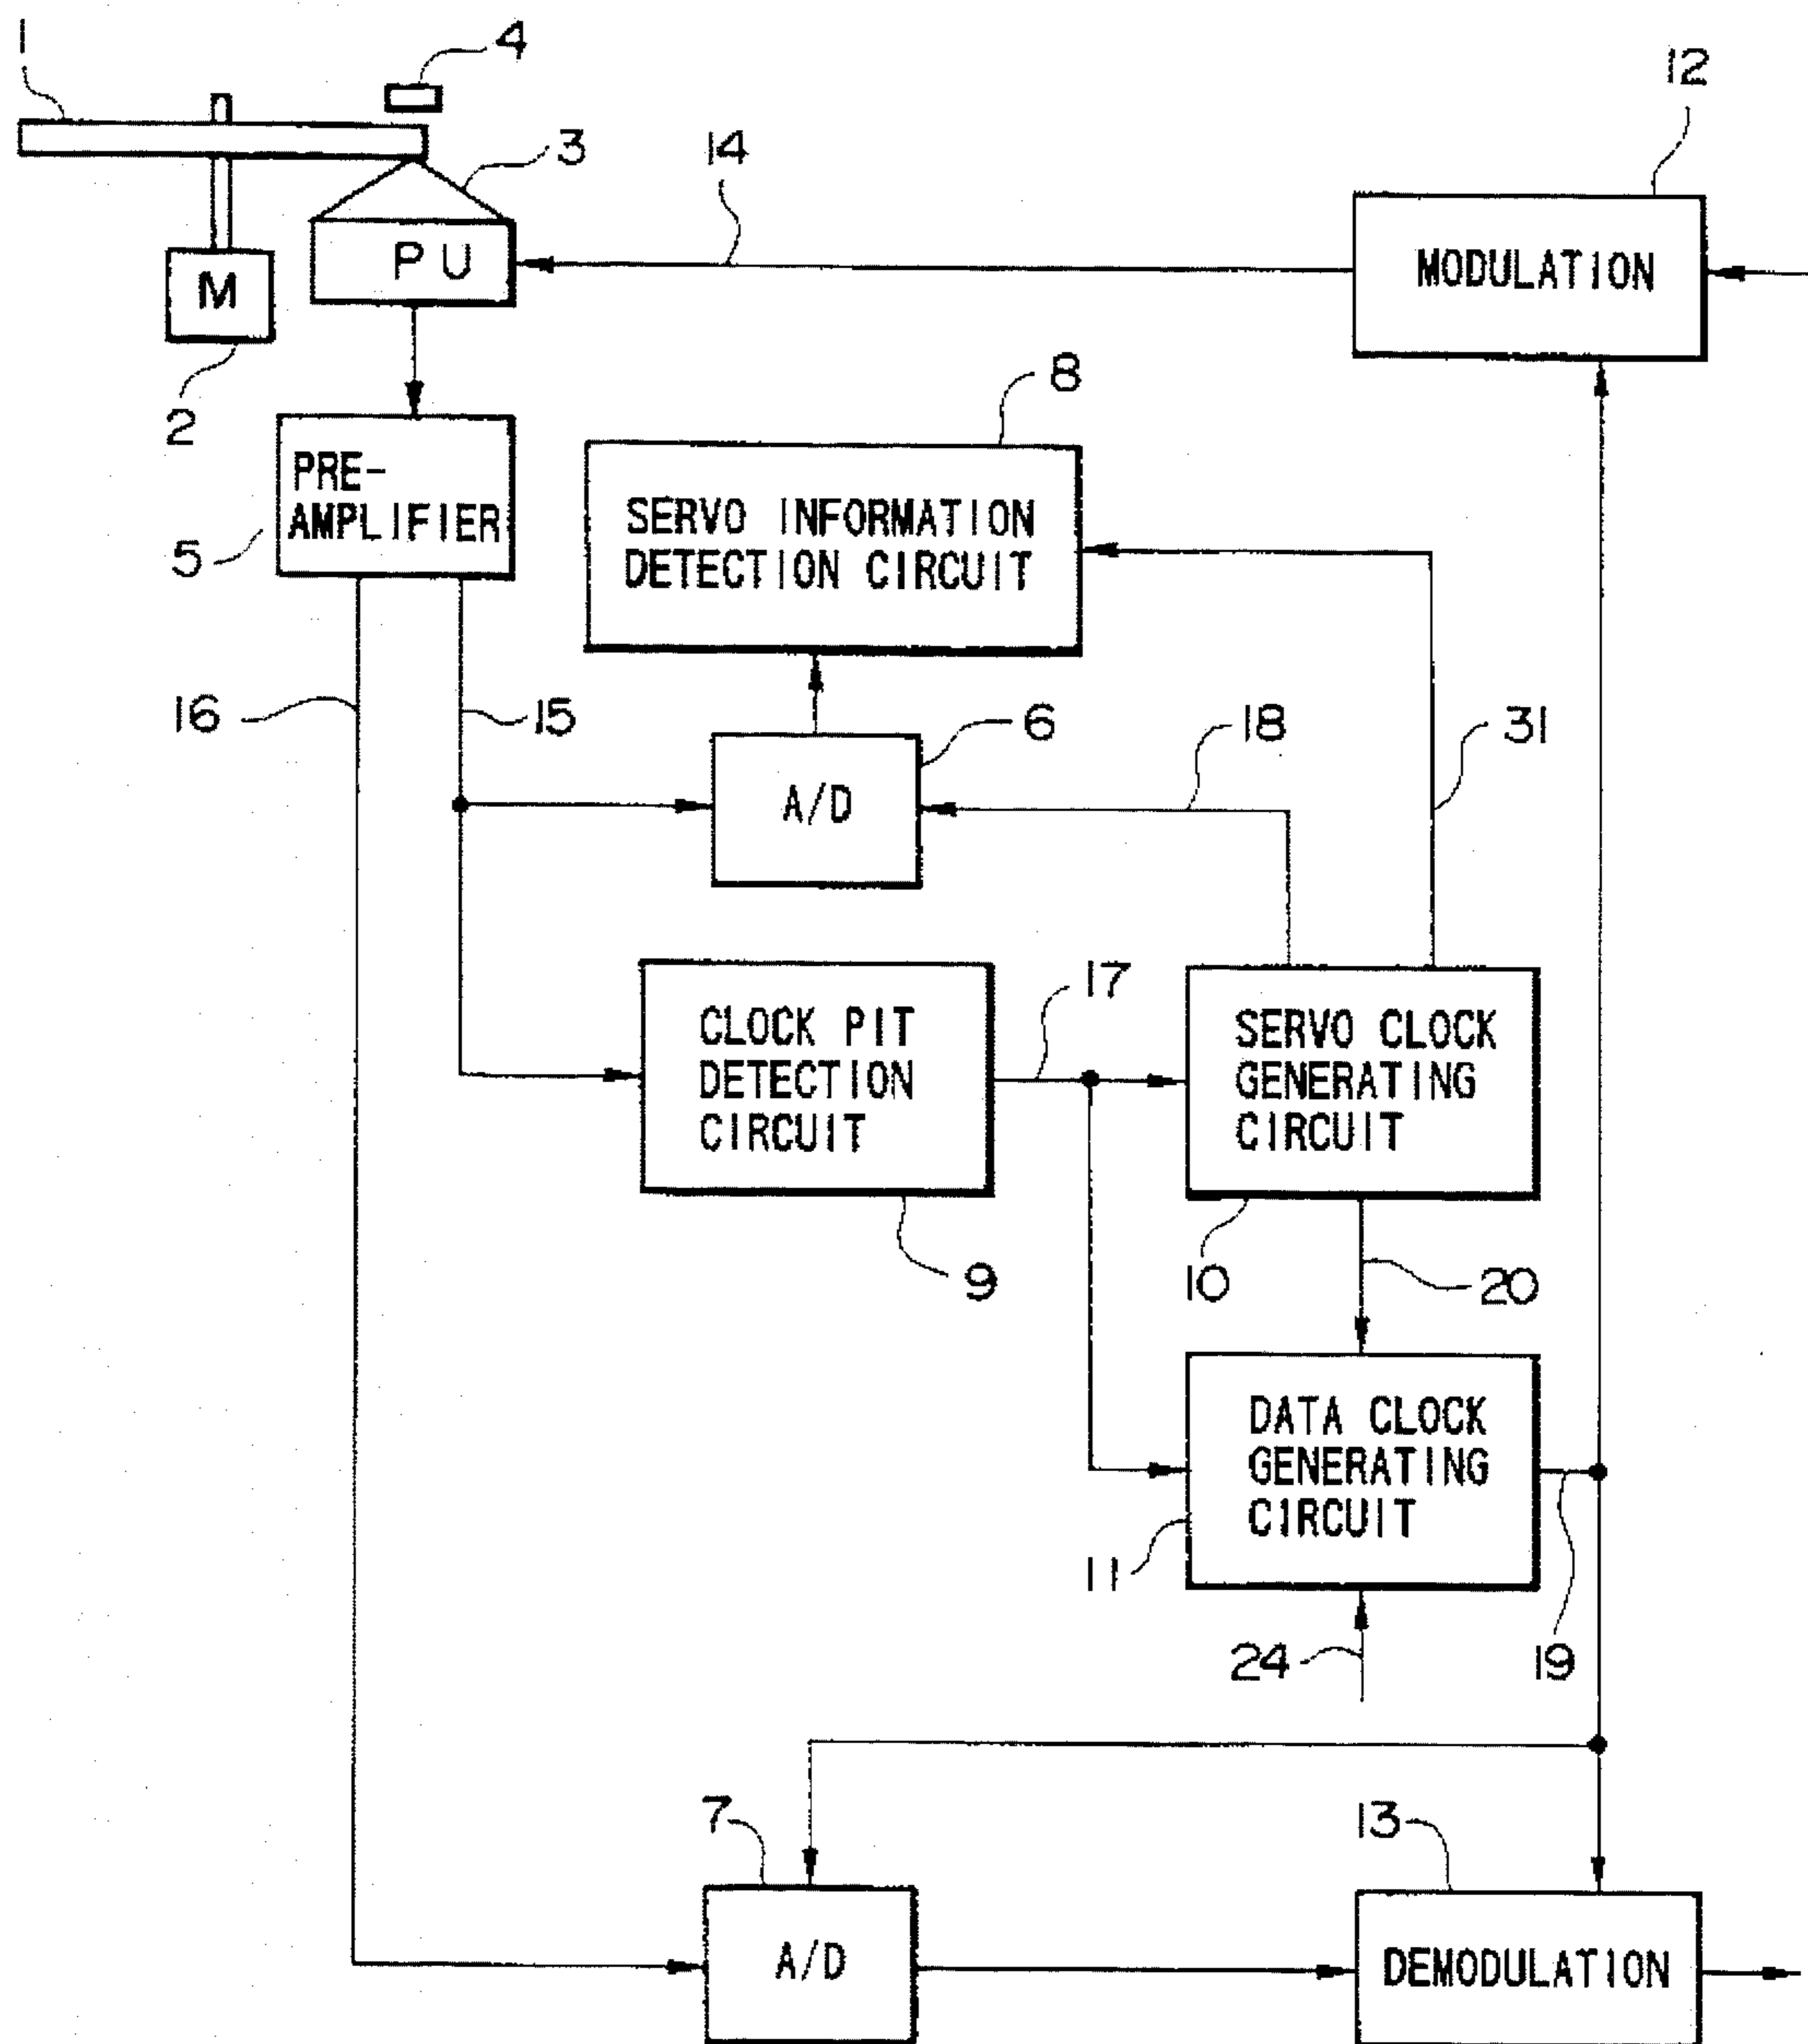 1
4
12
3
14
PU
M
MODULATION
2
8
PRE-
AMPLIFIER
5
SERVO INFORMATION
DETECTION CIRCUIT
16
15
6
18
31
A/D
CLOCK PIT
DETECTION
CIRCUIT
17
SERVO CLOCK
GENERATING
CIRCUIT
9
10
20
DATA CLOCK
GENERATING
CIRCUIT
11
24
19
7
13
A/D
DEMODULATION